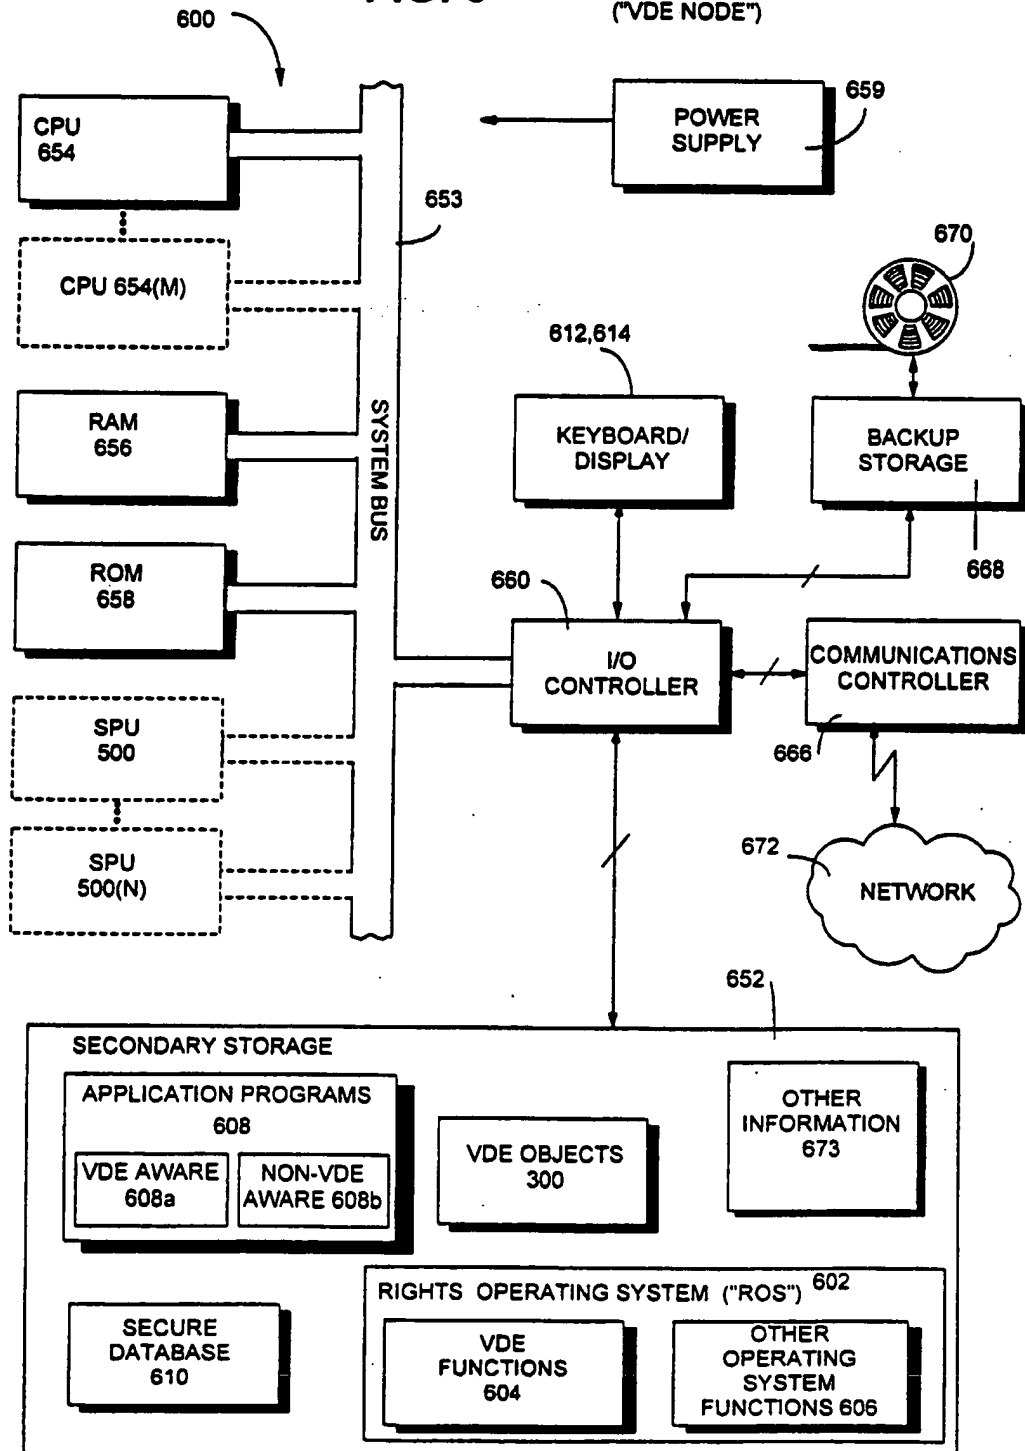 ("VDE NODE")
600
CPU
654
POWER
SUPPLY
659
653
CPU 654(M)
670
612,614
RAM
656
SYSTEM BUS
KEYBOARD/
DISPLAY
BACKUP
STORAGE
668
ROM
658
660
I/O
CONTROLLER
COMMUNICATIONS
CONTROLLER
666
SPU
500
SPU
500(N)
672
NETWORK
652
SECONDARY STORAGE
APPLICATION PROGRAMS
608
VDE AWARE
608a
NON-VDE
AWARE 608b
VDE OBJECTS
300
OTHER
INFORMATION
673
SECURE
DATABASE
610
RIGHTS OPERATING SYSTEM ("ROS") 602
VDE
FUNCTIONS
604
OTHER
OPERATING
SYSTEM
FUNCTIONS 606